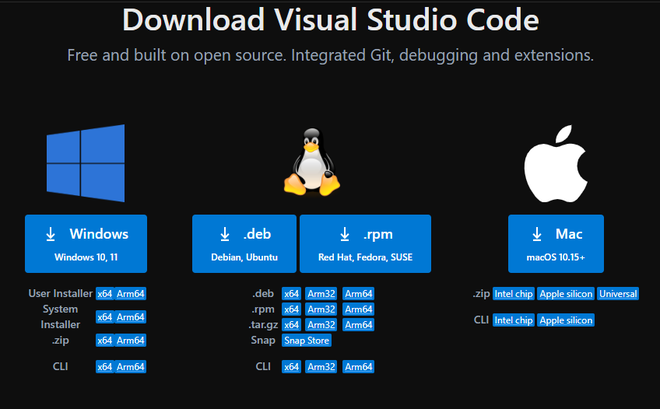 Download Visual Studio Code
Free and built on open source. Integrated Git, debugging and extensions.
Windows
Windows 10, 11
User Installer x64 Arm64
System
Installer x64 Arm64
.zip x64 Arm64
CLI x64 Arm64
.deb
Debian, Ubuntu
.rpm
Red Hat, Fedora, SUSE
.deb x64 Arm32 Arm64
.rpm x64 Arm32 Arm64
.tar.gz x64 Arm32 Arm64
Snap Snap Store
CLI x64 Arm32 Arm64
Mac
macOS 10.15+
.zip Intel chip Apple silicon Universal
CLI Intel chip Apple silicon